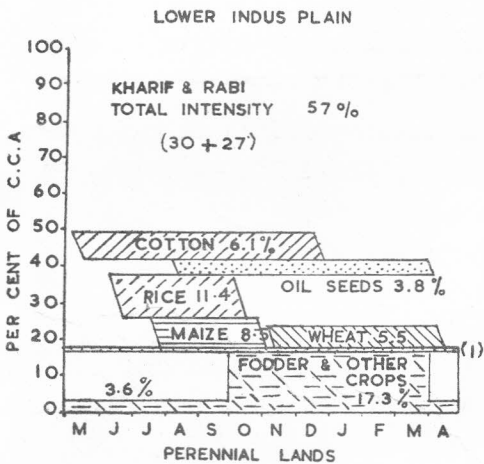 LOWER INDUS PLAIN
100
90
80
70
60
50
40
30
20
10
0
PER CENT OF C.C.A
KHARIF & RABI
TOTAL INTENSITY 57%
(30 + 27)
COTTON 6.1%
OIL SEEDS 3.8%
RICE 11.4
MAIZE 8.5
WHEAT 5.5
(1)
FODDER & OTHER
CROPS
17.3%
3.6%
M J J A S O N D J F M A
PERENNIAL LANDS